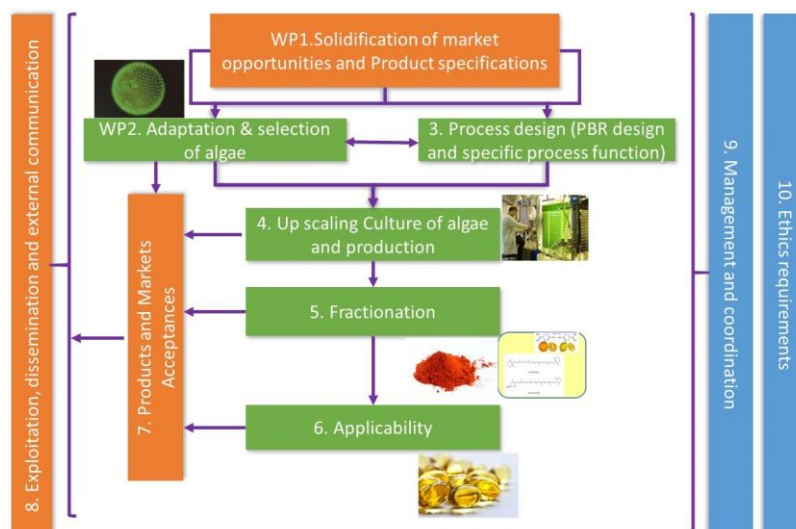 WP1.Solidification of market
opportunities and Product specifications
WP2. Adaptation & selection
of algae
3. Process design (PBR design
and specific process function)
4. Up scaling Culture of algae
and production
5. Fractionation
6. Applicability
7. Products and Markets
Acceptances
8. Exploitation, dissemination and external communication
9. Management and coordination
10. Ethics requirements